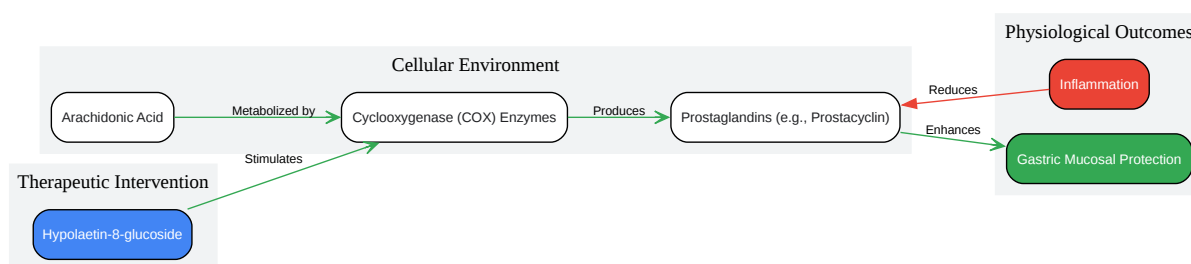 Physiological Outcomes
Cellular Environment
Inflammation
Reduces
Arachidonic Acid
Metabolized by
Cyclooxygenase (COX) Enzymes
Produces
Prostaglandins (e.g., Prostacyclin)
Enhances
Gastric Mucosal Protection
Stimulates
Therapeutic Intervention
Hypolaetin-8-glucoside